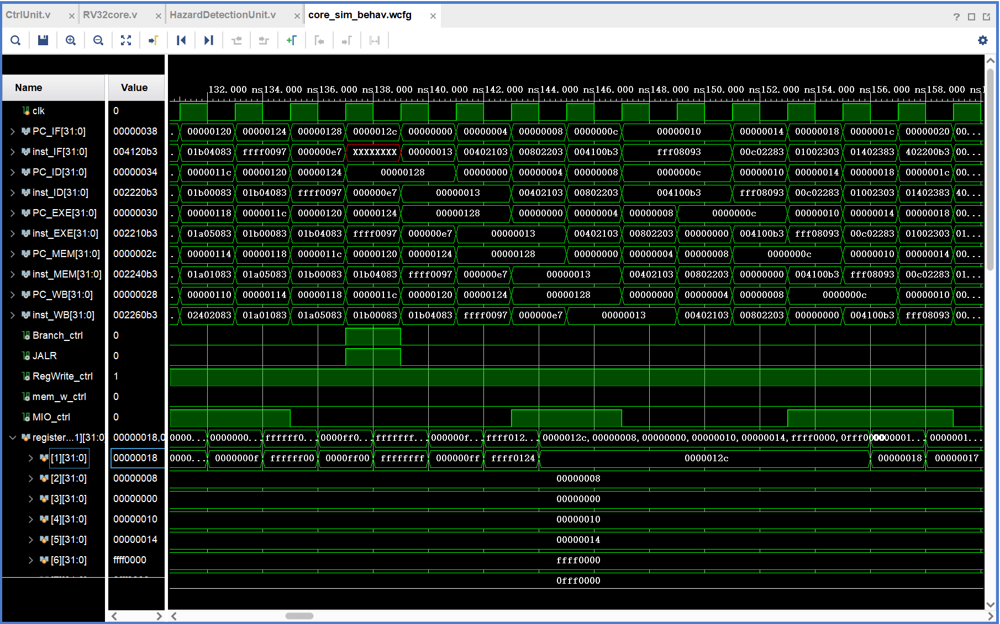 CtrlUnit.v × RV32core.v × HazardDetectionUnit.v × core_sim_behav.wcfg ×
Name Value
132.000 ns 134.000 ns 136.000 ns 138.000 ns 140.000 ns 142.000 ns 144.000 ns 146.000 ns 148.000 ns 150.000 ns 152.000 ns 154.000 ns 156.000 ns 158.000 ns
clk 0
PC_IF[31:0] 00000038 00000120 00000124 00000128 0000012c 00000000 00000004 00000008 0000000c 00000010 00000014 00000018 0000001c 00000020 00...
inst_IF[31:0] 004120b3 01b04083 ffff0097 000000e7 XXXXXXXX 00000013 00402103 00802203 004100b3 fff08093 00c02283 01002303 01402383 402200b3 00...
PC_ID[31:0] 00000034 0000011c 00000120 00000124 00000128 00000000 00000004 00000008 0000000c 00000010 00000014 00000018 0000001c 00...
inst_ID[31:0] 002220b3 01b00083 01b04083 ffff0097 000000e7 00000013 00402103 00802203 004100b3 fff08093 00c02283 01002303 01402383 40...
PC_EXE[31:0] 00000030 00000118 0000011c 00000120 00000124 00000128 00000000 00000004 00000008 0000000c 00000010 00000014 00000018 00...
inst_EXE[31:0] 002210b3 01a05083 01b00083 01b04083 ffff0097 000000e7 00000013 00402103 00802203 00000000 004100b3 fff08093 00c02283 01002303 01...
PC_MEM[31:0] 0000002c 00000114 00000118 0000011c 00000120 00000124 00000128 00000000 00000004 00000008 0000000c 00000010 00000014 00...
inst_MEM[31:0] 002240b3 01a01083 01a05083 01b00083 01b04083 ffff0097 000000e7 00000013 00402103 00802203 00000000 004100b3 fff08093 00c02283 01...
PC_WB[31:0] 00000028 00000110 00000114 00000118 0000011c 00000120 00000124 00000128 00000000 00000004 00000008 0000000c 00000010 00...
inst_WB[31:0] 002260b3 02402083 01a01083 01a05083 01b00083 01b04083 ffff0097 000000e7 00000013 00402103 00802203 00000000 004100b3 fff08093 00...
Branch_ctrl 0
JALR 0
RegWrite_ctrl 1
mem_w_ctrl 0
MIO_ctrl 0
register...1][31:0] 00000018,0 0000... 0000000... ffffff0... 0000ff0... fffffff... 000000f... ffff012... 0000012c,00000008,00000000,00000010,00000014,ffff0000,0fff0 00001... 0000001...
[1][31:0] 00000018 0000... 0000000f ffffff00 0000ff00 ffffffff 000000ff ffff0124 0000012c 00000018 00000017
[2][31:0] 00000008 00000008
[3][31:0] 00000000 00000000
[4][31:0] 00000010 00000010
[5][31:0] 00000014 00000014
[6][31:0] ffff0000 ffff0000
0fff0000